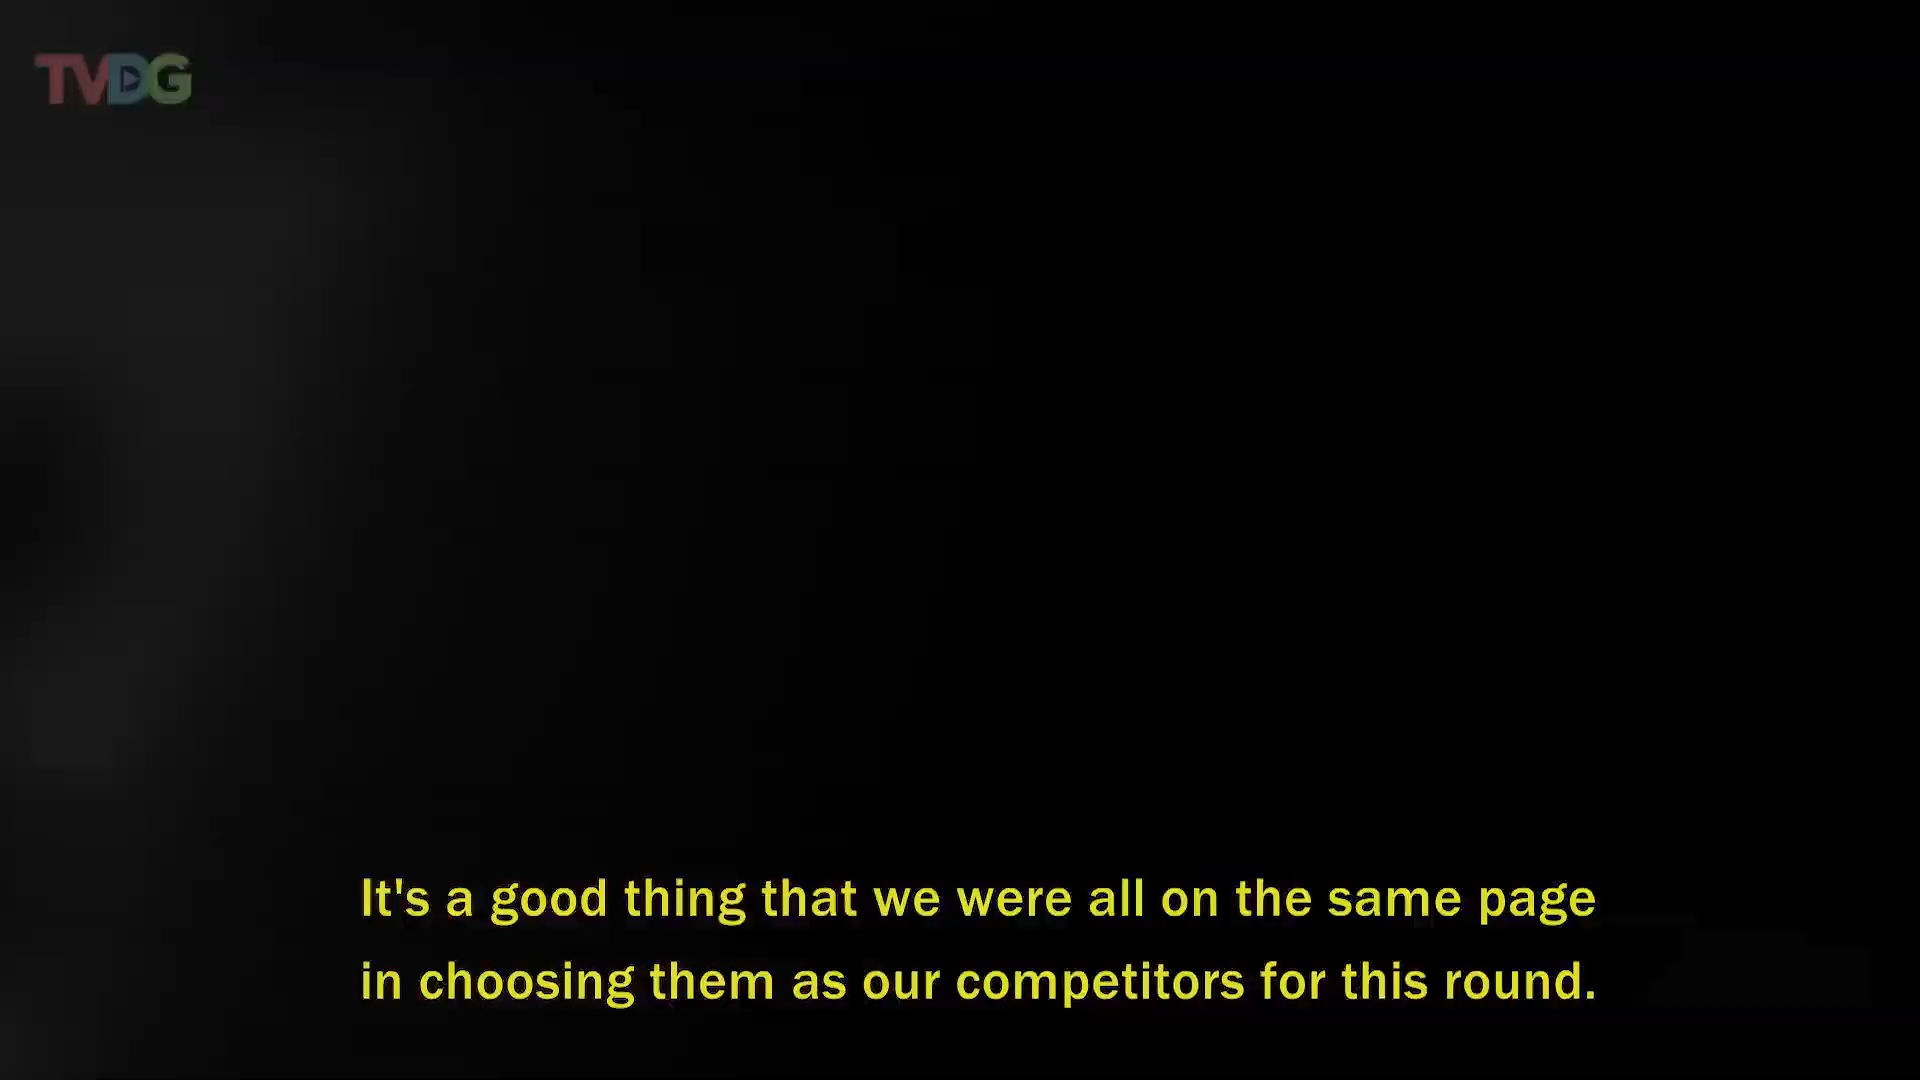 TVDG
It's a good thing that we were all on the same page
in choosing them as our competitors for this round.